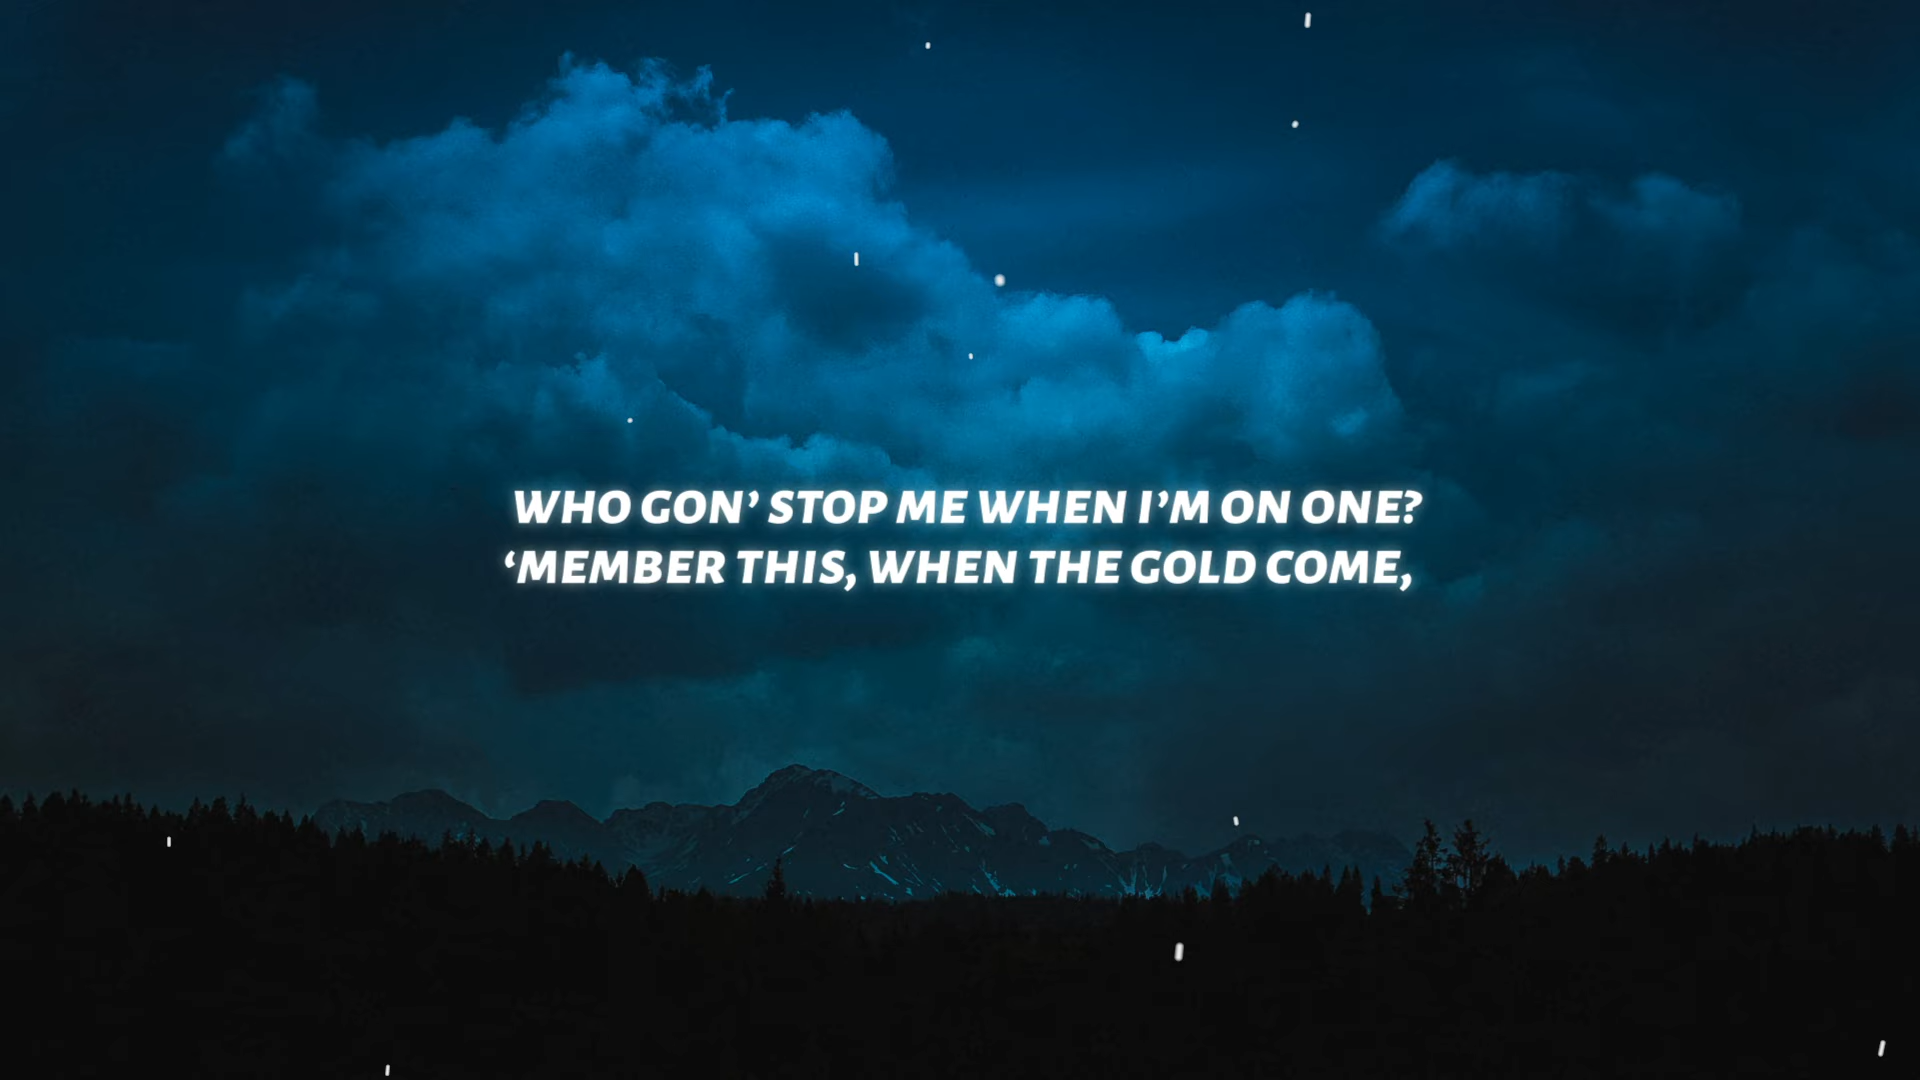 WHO GON’ STOP ME WHEN I’M ON ONE?
‘MEMBER THIS, WHEN THE GOLD COME,